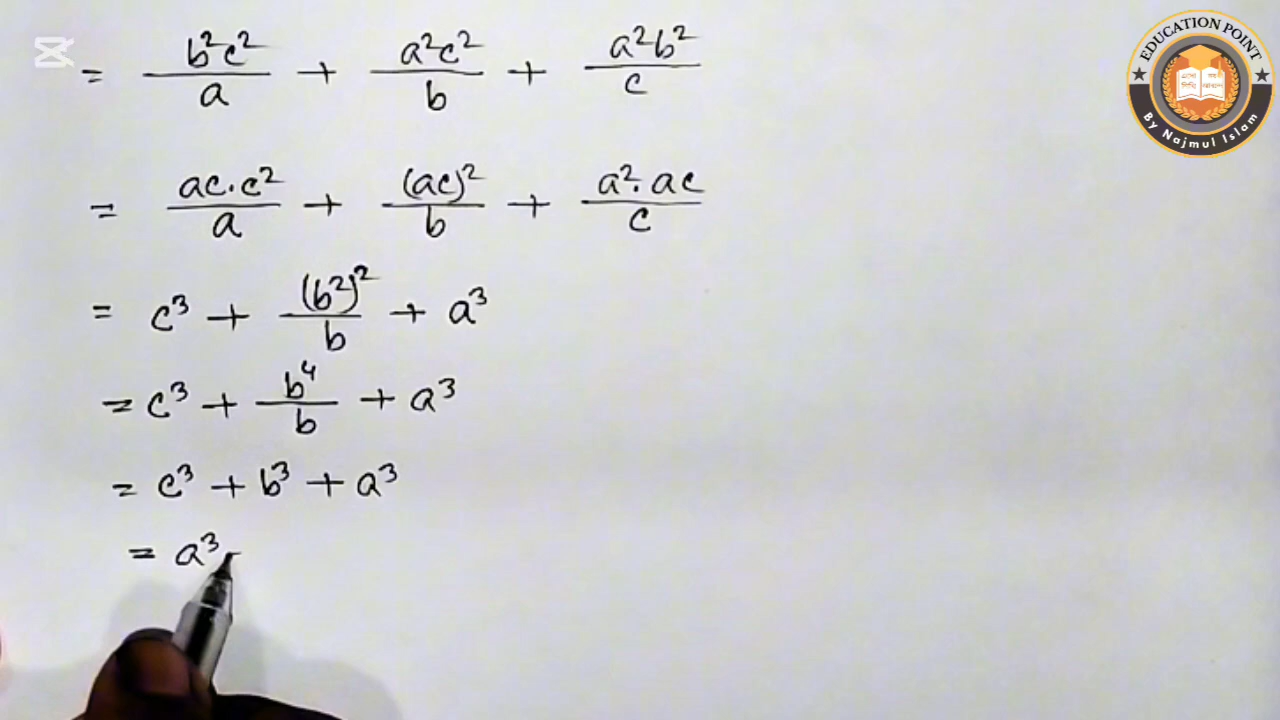 = b²c²/a + a²c²/b + a²b²/c
= ac·c²/a + (ac)²/b + a²·ac/c
= c³ + (b²)²/b + a³
= c³ + b⁴/b + a³
= c³ + b³ + a³
= a³
EDUCATION POINT
By Najmul Islam